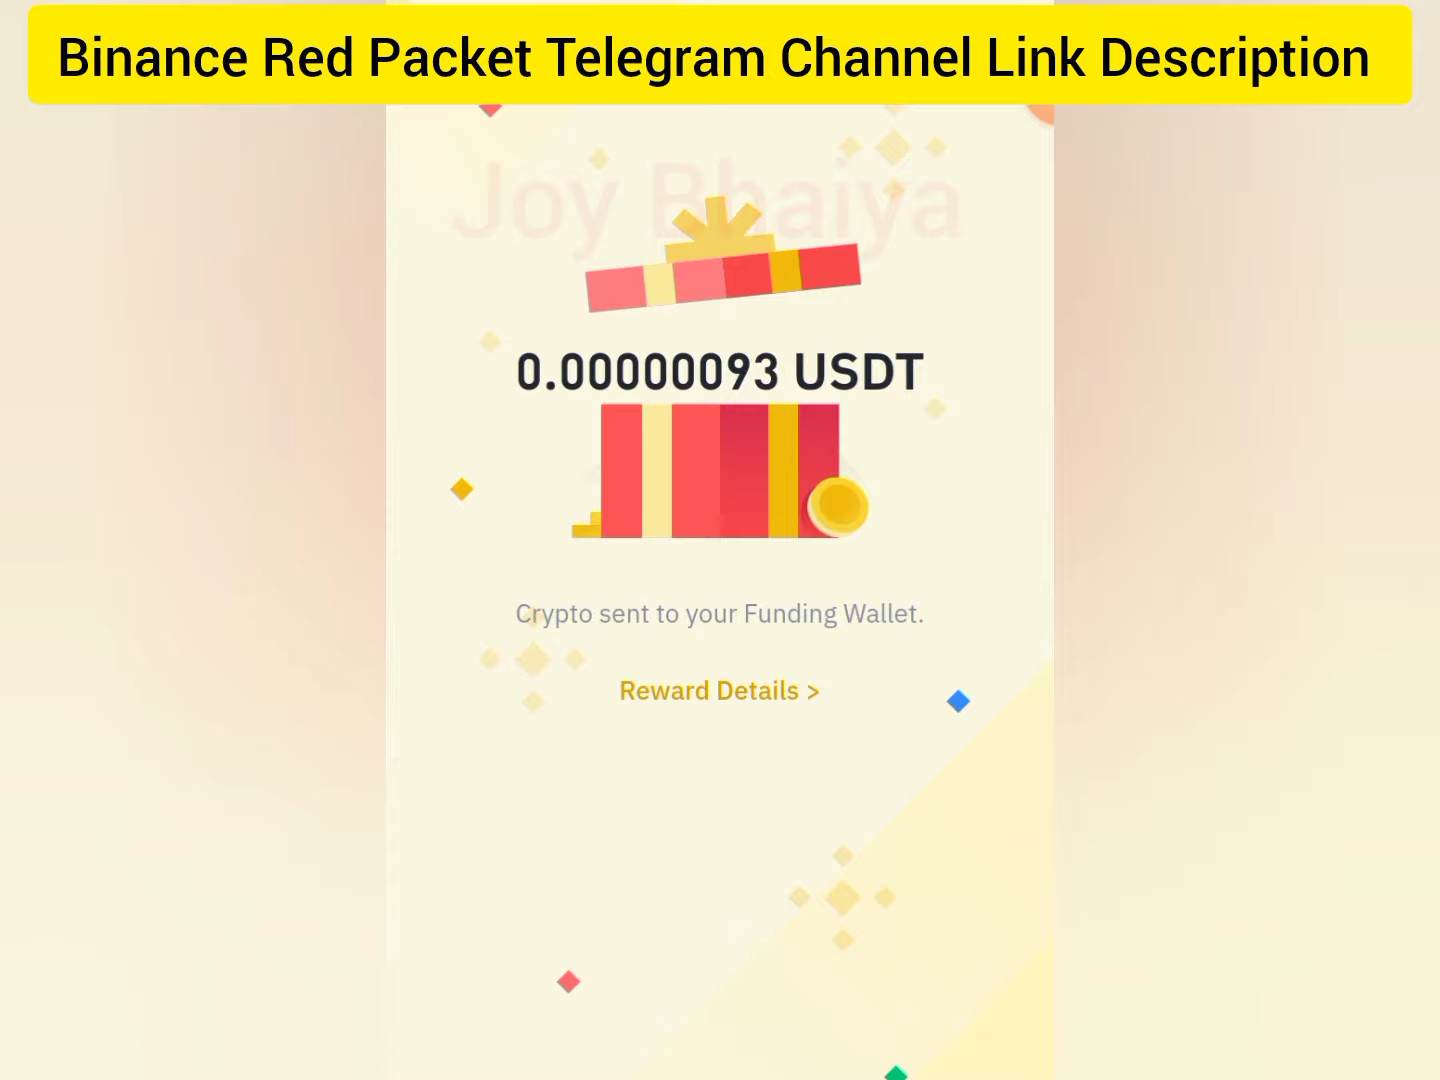 Binance Red Packet Telegram Channel Link Description
Joy Bhaiya
0.00000093 USDT
Crypto sent to your Funding Wallet.
Reward Details >